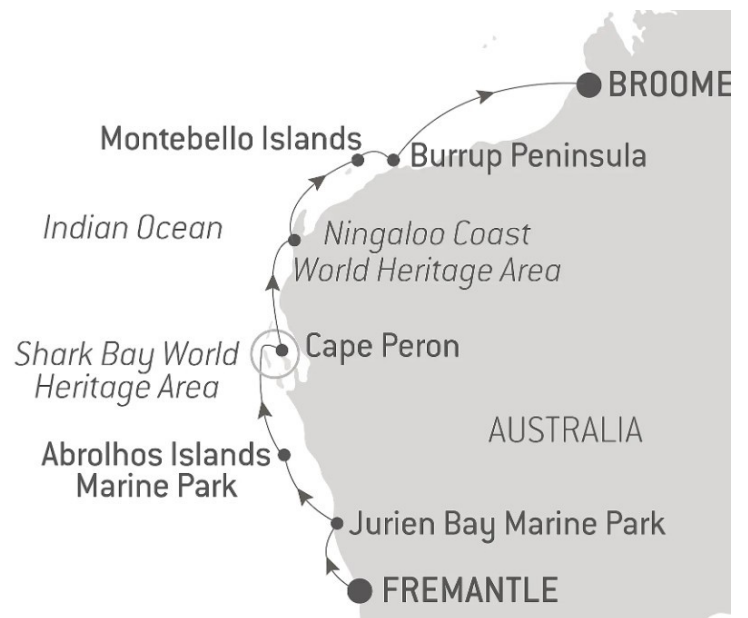 BROOME
Montebello Islands
Burrup Peninsula
Indian Ocean
Ningaloo Coast
World Heritage Area
Shark Bay World
Heritage Area
Cape Peron
AUSTRALIA
Abrolhos Islands
Marine Park
Jurien Bay Marine Park
FREMANTLE